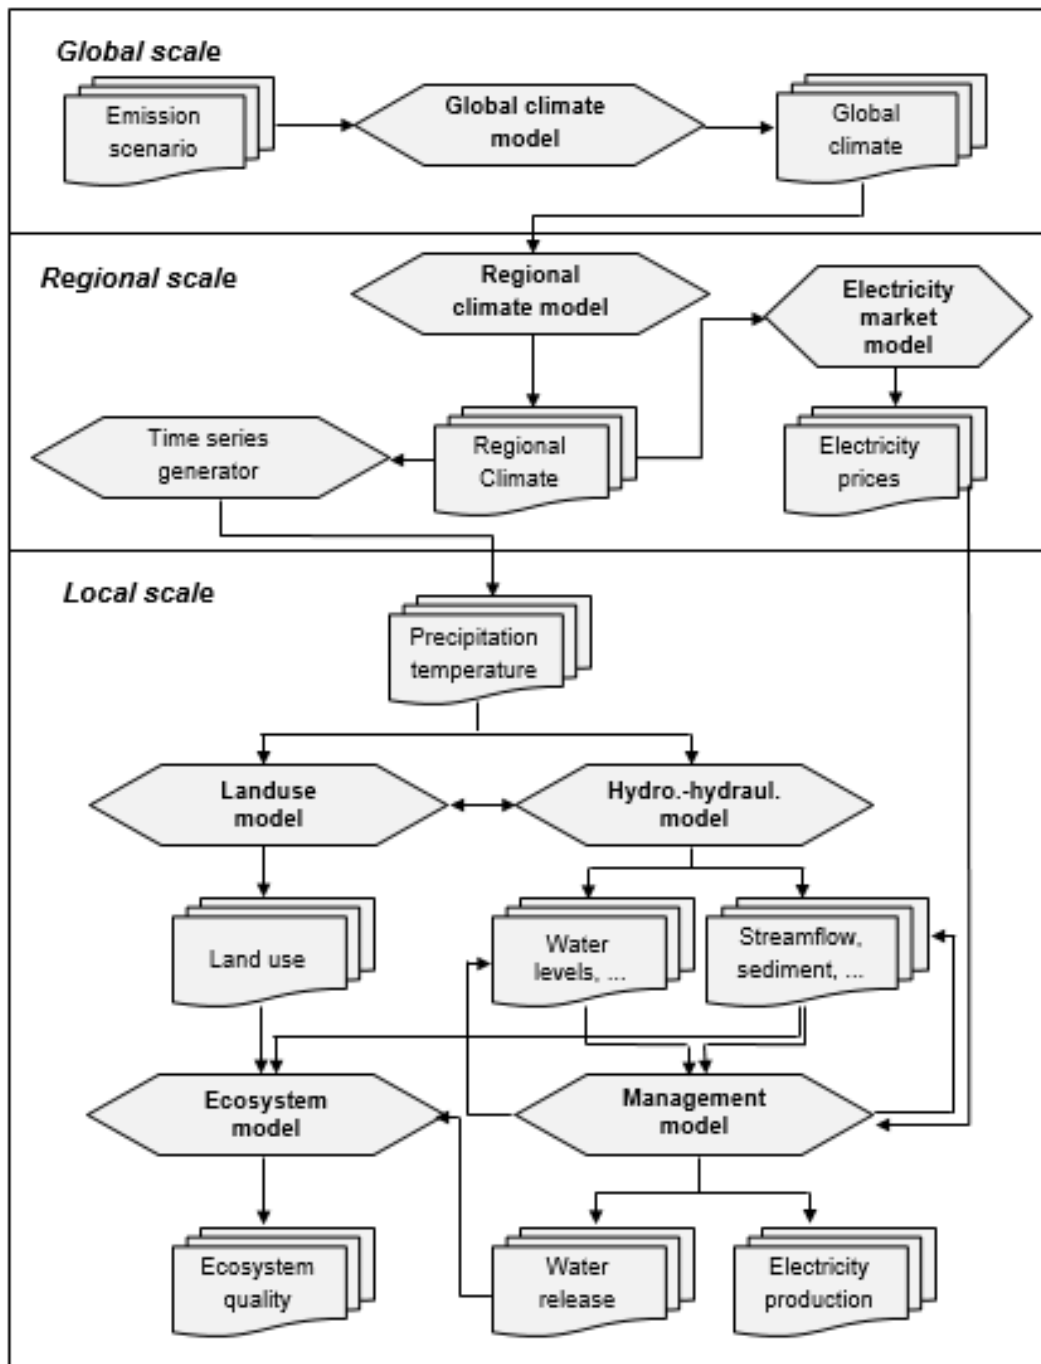 Global scale
Emission
scenario
Global climate
model
Global
climate
Regional scale
Regional
climate model
Electricity
market
model
Time series
generator
Regional
Climate
Electricity
prices
Local scale
Precipitation
temperature
Landuse
model
Hydro.-hydraul.
model
Land use
Water
levels, ...
Streamflow,
sediment, ...
Ecosystem
model
Management
model
Ecosystem
quality
Water
release
Electricity
production